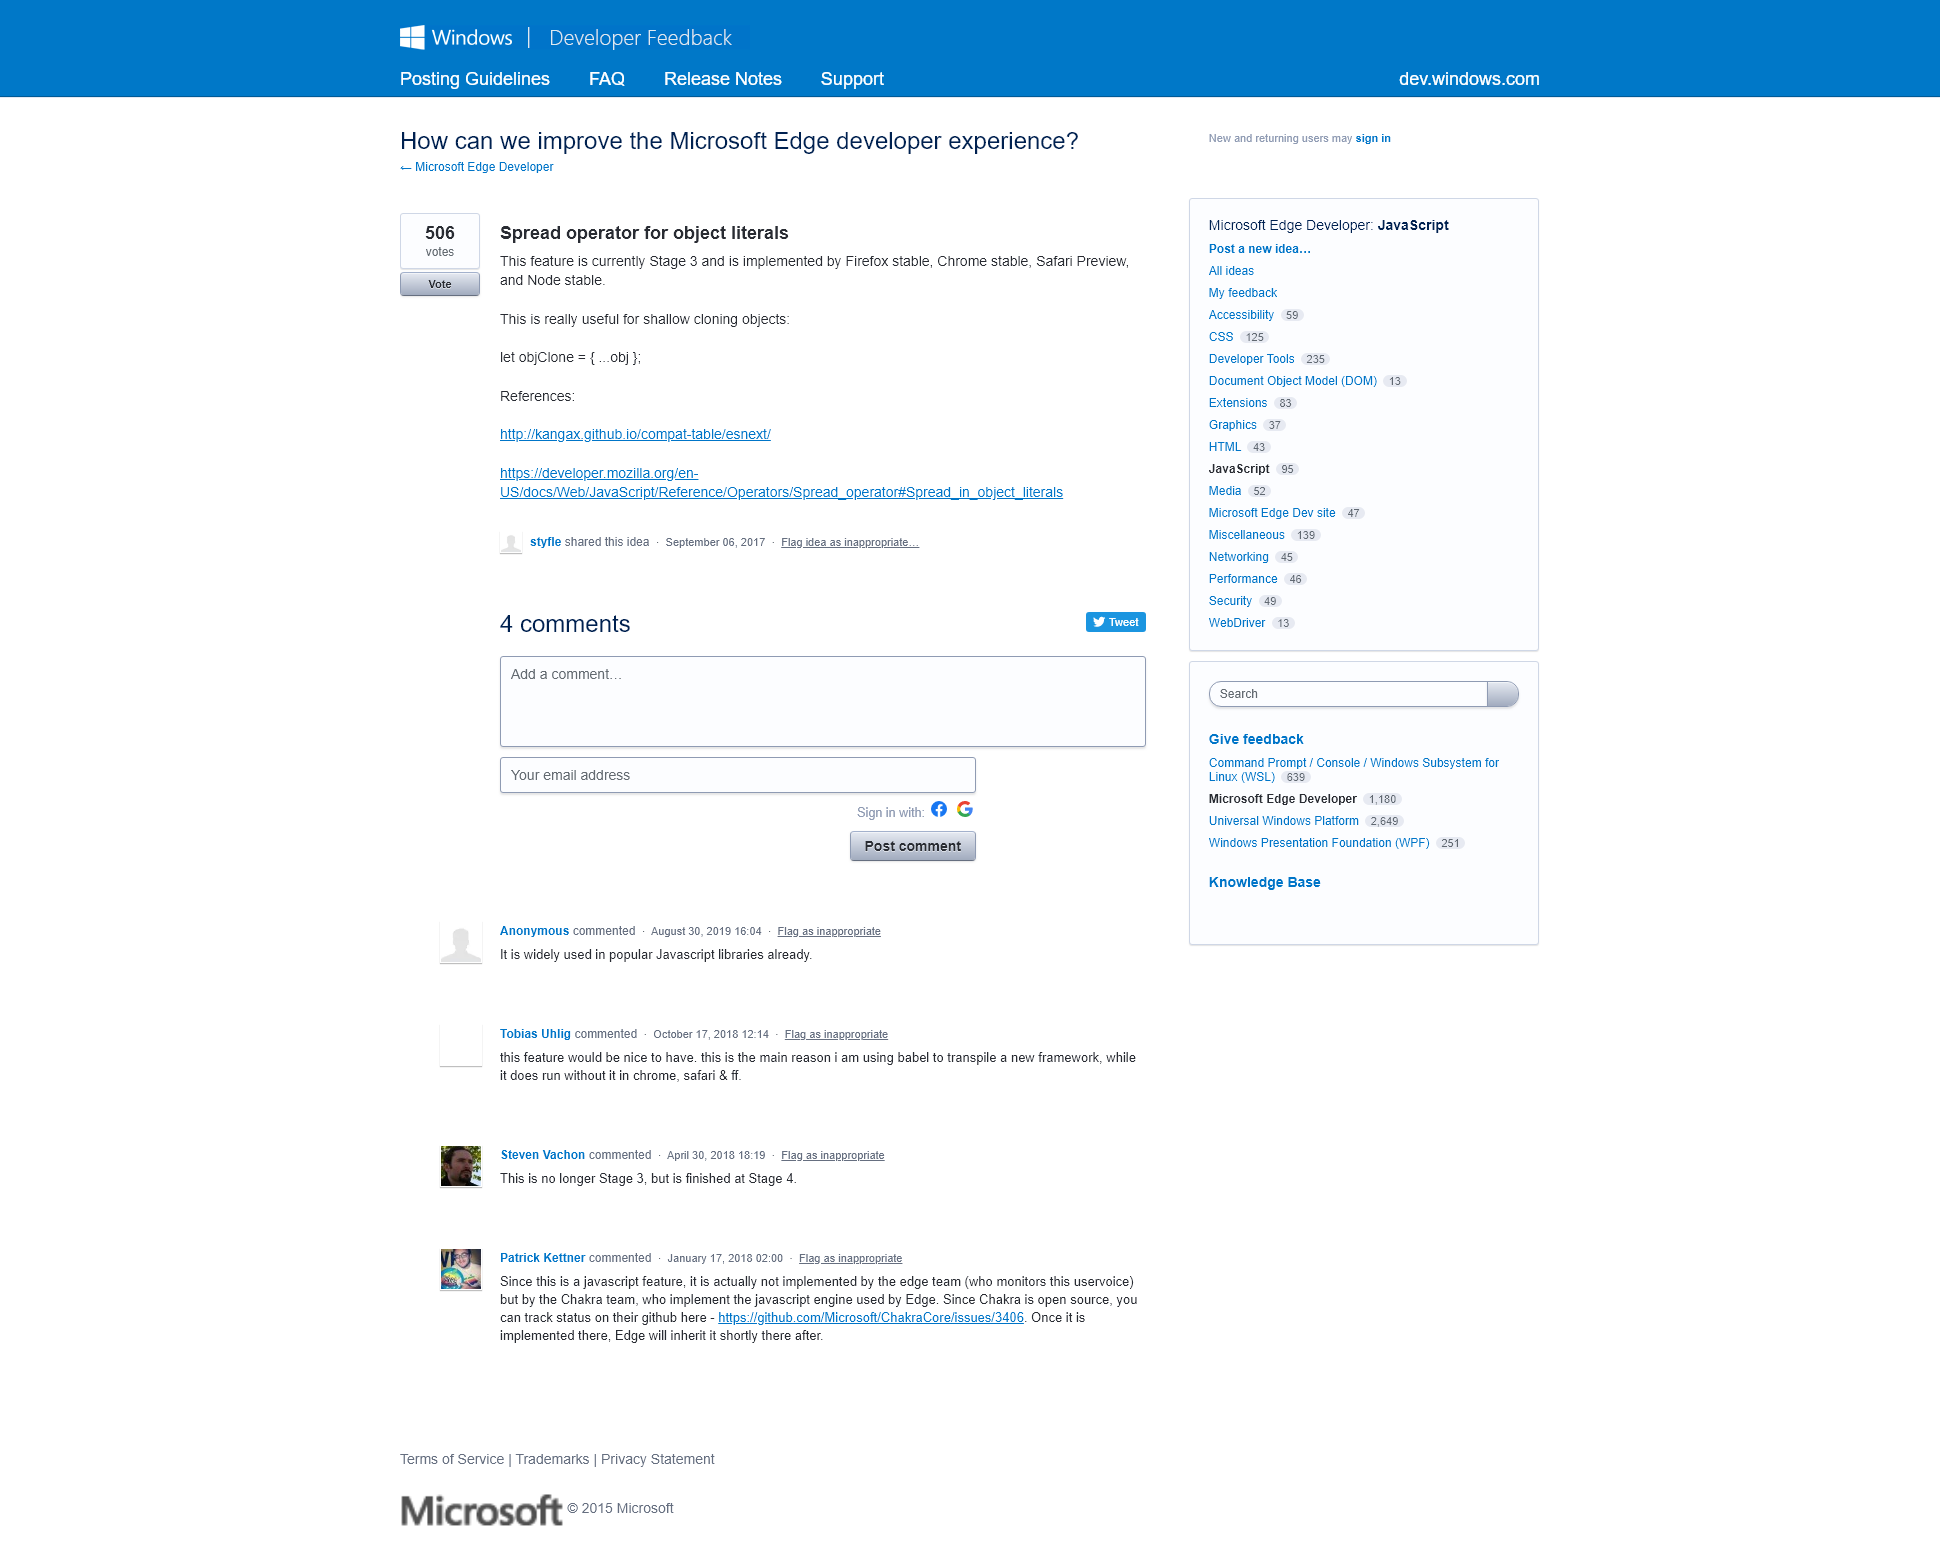 Windows | Developer Feedback
Posting Guidelines FAQ Release Notes Support dev.windows.com
How can we improve the Microsoft Edge developer experience?
← Microsoft Edge Developer
New and returning users may sign in
506
votes
Vote
Spread operator for object literals
This feature is currently Stage 3 and is implemented by Firefox stable, Chrome stable, Safari Preview,
and Node stable.
This is really useful for shallow cloning objects:
let objClone = { ...obj };
References:
http://kangax.github.io/compat-table/esnext/
https://developer.mozilla.org/en-
US/docs/Web/JavaScript/Reference/Operators/Spread_operator#Spread_in_object_literals
styfle shared this idea · September 06, 2017 · Flag idea as inappropriate…
4 comments
Tweet
Add a comment…
Your email address
Sign in with:
Post comment
Anonymous commented · August 30, 2019 16:04 · Flag as inappropriate
It is widely used in popular Javascript libraries already.
Tobias Uhlig commented · October 17, 2018 12:14 · Flag as inappropriate
this feature would be nice to have. this is the main reason i am using babel to transpile a new framework, while
it does run without it in chrome, safari & ff.
Steven Vachon commented · April 30, 2018 18:19 · Flag as inappropriate
This is no longer Stage 3, but is finished at Stage 4.
Patrick Kettner commented · January 17, 2018 02:00 · Flag as inappropriate
Since this is a javascript feature, it is actually not implemented by the edge team (who monitors this uservoice)
but by the Chakra team, who implement the javascript engine used by Edge. Since Chakra is open source, you
can track status on their github here - https://github.com/Microsoft/ChakraCore/issues/3406. Once it is
implemented there, Edge will inherit it shortly there after.
Microsoft Edge Developer: JavaScript
Post a new idea…
All ideas
My feedback
Accessibility 59
CSS 125
Developer Tools 235
Document Object Model (DOM) 13
Extensions 83
Graphics 37
HTML 43
JavaScript 95
Media 52
Microsoft Edge Dev site 47
Miscellaneous 139
Networking 45
Performance 46
Security 49
WebDriver 13
Search
Give feedback
Command Prompt / Console / Windows Subsystem for
Linux (WSL) 639
Microsoft Edge Developer 1,180
Universal Windows Platform 2,649
Windows Presentation Foundation (WPF) 251
Knowledge Base
Terms of Service | Trademarks | Privacy Statement
Microsoft © 2015 Microsoft